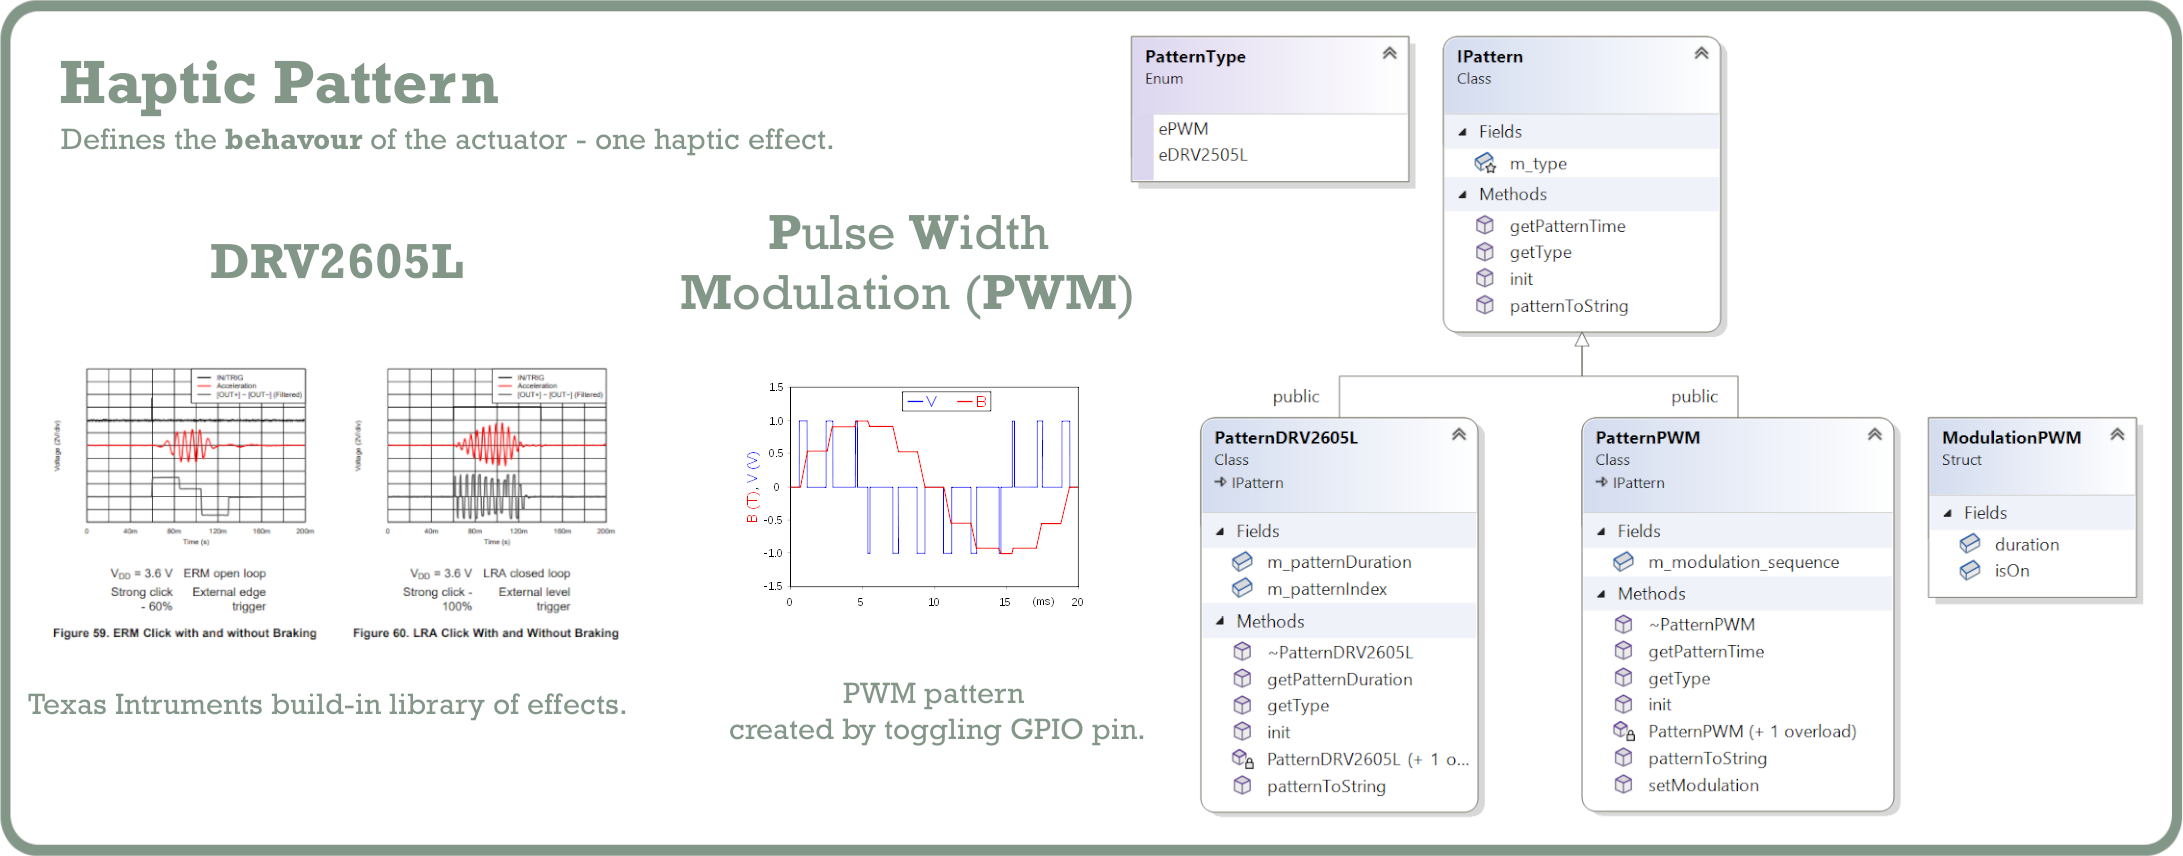 Haptic Pattern
Defines the behavour of the actuator - one haptic effect.
DRV2605L
IN/TRIG
Acceleration
[OUT+] − [OUT−] (Filtered)
Voltage (2V/div)
0 40m 80m 120m 160m 200m
Time (s)
V_DD = 3.6 V ERM open loop
Strong click External edge
- 60% trigger
Figure 59. ERM Click with and without Braking
IN/TRIG
Acceleration
[OUT+] − [OUT−] (Filtered)
Voltage (2V/div)
0 40m 80m 120m 160m 200m
Time (s)
V_DD = 3.6 V LRA closed loop
Strong click - External level
100% trigger
Figure 60. LRA Click With and Without Braking
Texas Intruments build-in library of effects.
Pulse Width
Modulation (PWM)
V B
B (T), V (V)
1.5
1.0
0.5
0
-0.5
-1.0
-1.5
0 5 10 15 (ms) 20
PWM pattern
created by toggling GPIO pin.
PatternType
Enum
ePWM
eDRV2505L
IPattern
Class
Fields
m_type
Methods
getPatternTime
getType
init
patternToString
public
public
PatternDRV2605L
Class
IPattern
Fields
m_patternDuration
m_patternIndex
Methods
~PatternDRV2605L
getPatternDuration
getType
init
PatternDRV2605L (+ 1 o...
patternToString
PatternPWM
Class
IPattern
Fields
m_modulation_sequence
Methods
~PatternPWM
getPatternTime
getType
init
PatternPWM (+ 1 overload)
patternToString
setModulation
ModulationPWM
Struct
Fields
duration
isOn